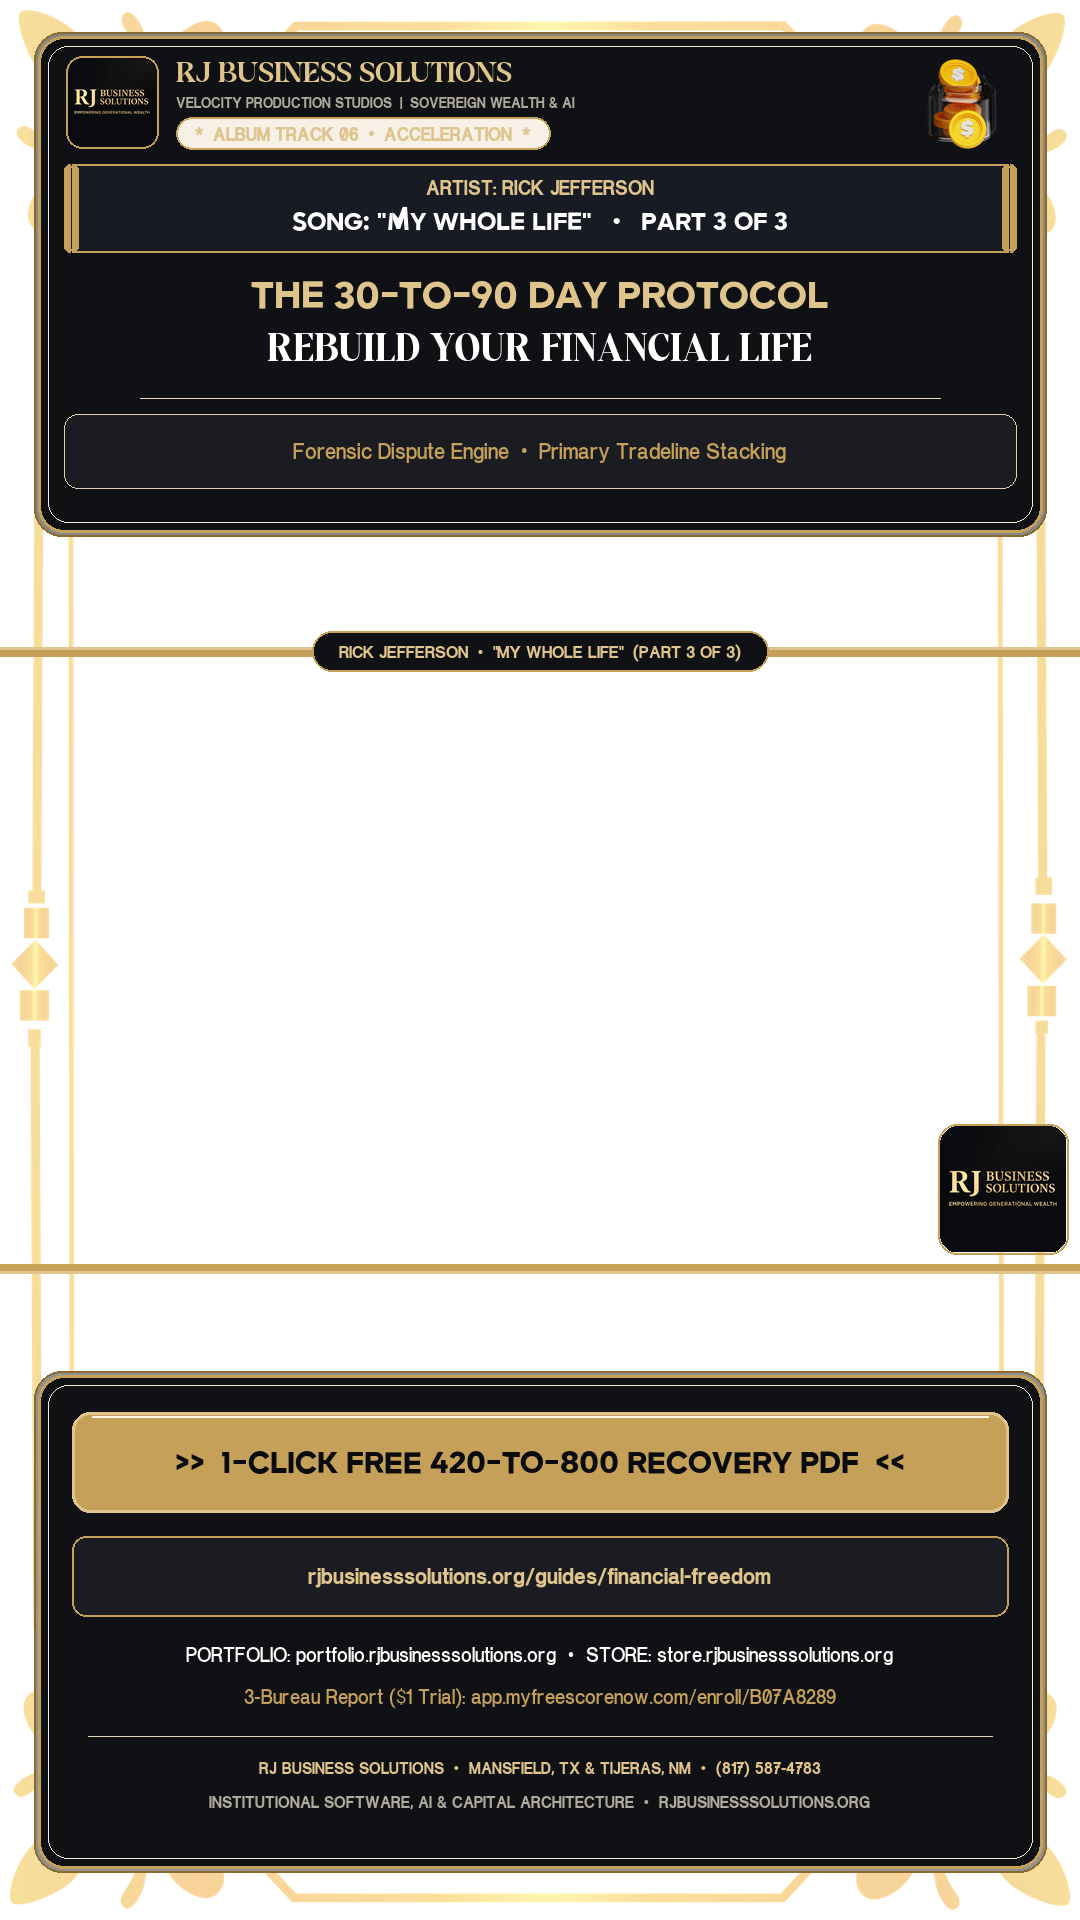 RJ BUSINESS SOLUTIONS
RJ BUSINESS SOLUTIONS
EMPOWERING GENERATIONAL WEALTH
VELOCITY PRODUCTION STUDIOS | SOVEREIGN WEALTH & AI
* ALBUM TRACK 06 • ACCELERATION *
ARTIST: RICK JEFFERSON
SONG: "MY WHOLE LIFE" • PART 3 OF 3
THE 30-TO-90 DAY PROTOCOL
REBUILD YOUR FINANCIAL LIFE
Forensic Dispute Engine • Primary Tradeline Stacking
RICK JEFFERSON • "MY WHOLE LIFE" (PART 3 OF 3)
RJ BUSINESS SOLUTIONS
EMPOWERING GENERATIONAL WEALTH
>> 1-CLICK FREE 420-TO-800 RECOVERY PDF <<
rjbusinesssolutions.org/guides/financial-freedom
PORTFOLIO: portfolio.rjbusinesssolutions.org • STORE: store.rjbusinesssolutions.org
3-Bureau Report ($1 Trial): app.myfreescorenow.com/enroll/B07A8289
RJ BUSINESS SOLUTIONS • MANSFIELD, TX & TIJERAS, NM • (817) 587-4783
INSTITUTIONAL SOFTWARE, AI & CAPITAL ARCHITECTURE • RJBUSINESSSOLUTIONS.ORG